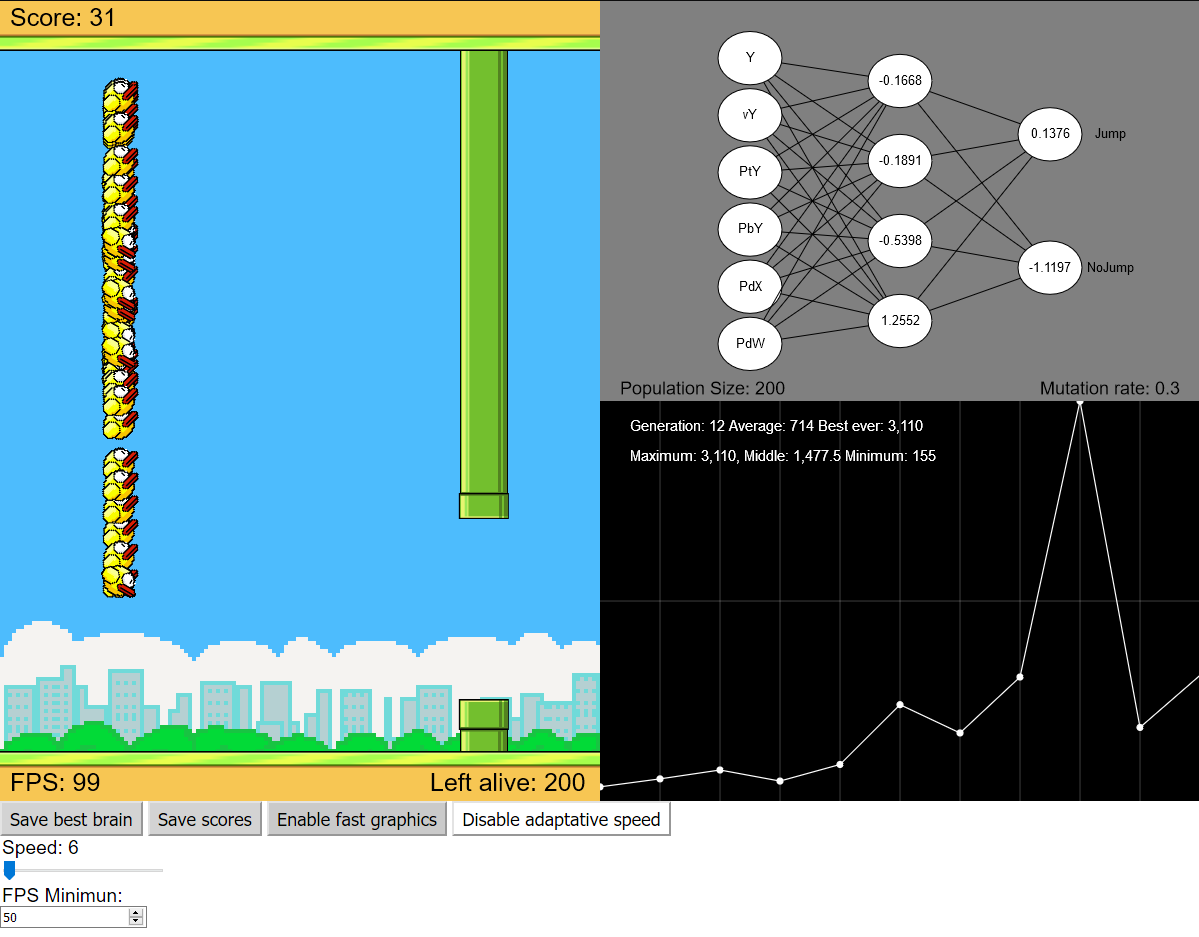 Score: 31
Y
vY
PtY
PbY
PdX
PdW
-0.1668
-0.1891
-0.5398
1.2552
0.1376 Jump
-1.1197 NoJump
Population Size: 200 Mutation rate: 0.3
Generation: 12 Average: 714 Best ever: 3,110
Maximum: 3,110, Middle: 1,477.5 Minimum: 155
FPS: 99 Left alive: 200
Save best brain Save scores Enable fast graphics Disable adaptative speed
Speed: 6
FPS Minimun:
50